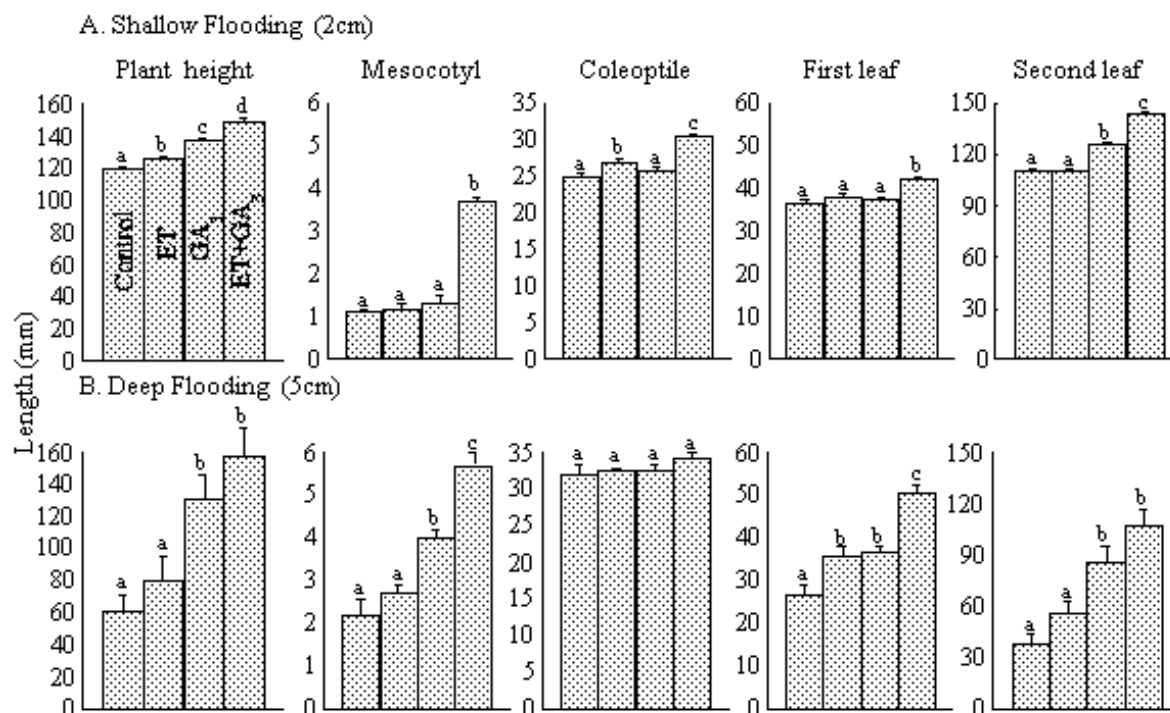 A. Shallow Flooding (2cm)
Plant height
160
140
120
100
80
60
40
20
0
a
b
c
d
Control
ET
GA3
ET+GA3
Mesocotyl
6
5
4
3
2
1
0
a
a
a
b
Coleoptile
35
30
25
20
15
10
5
0
a
b
a
c
First leaf
60
50
40
30
20
10
0
a
a
a
b
Second leaf
150
120
90
60
30
0
a
a
b
c
Length (mm)
B. Deep Flooding (5cm)
160
140
120
100
80
60
40
20
0
a
a
b
b
6
5
4
3
2
1
0
a
a
b
c
35
30
25
20
15
10
5
0
a
a
a
a
60
50
40
30
20
10
0
a
b
b
c
150
120
90
60
30
0
a
a
b
b